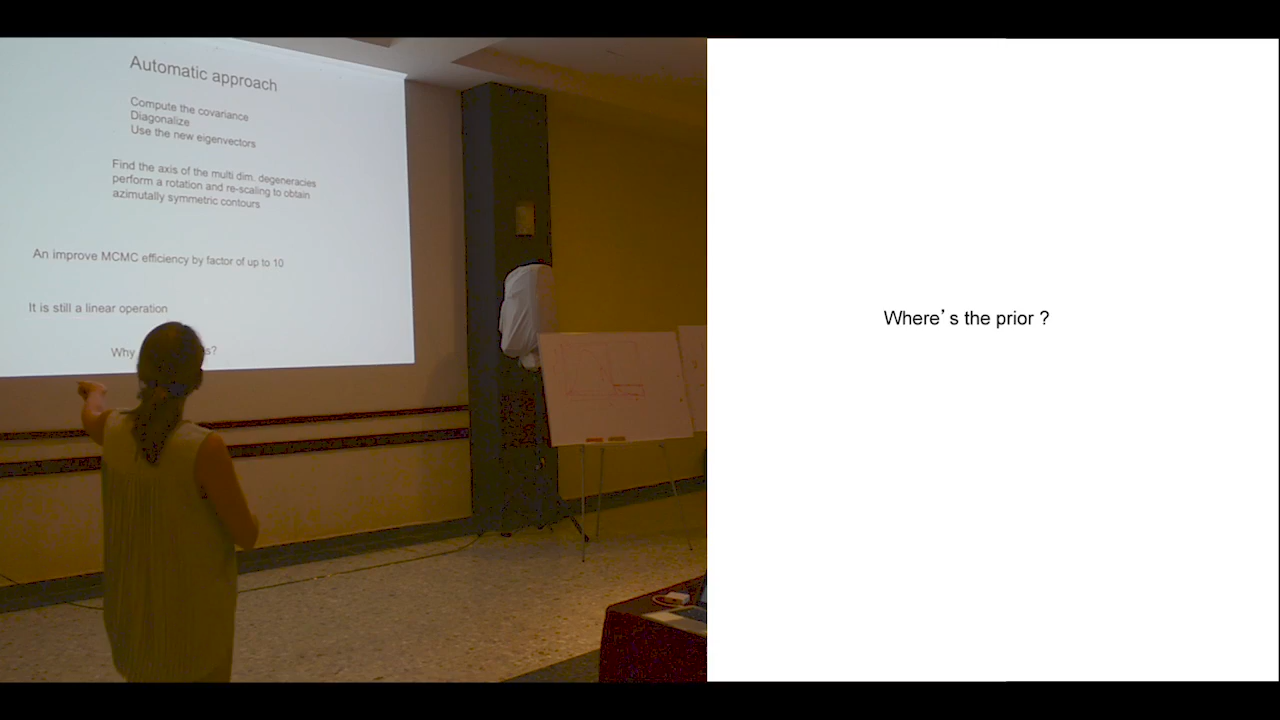 Automatic approach
Compute the covariance
Diagonalize
Use the new eigenvectors
Find the axis of the multi dim. degeneracies
perform a rotation and re-scaling to obtain
azimutally symmetric contours
An improve MCMC efficiency by factor of up to 10
It is still a linear operation
Why
Where's the prior ?